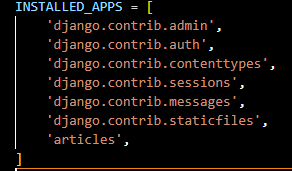 INSTALLED_APPS = [
    'django.contrib.admin',
    'django.contrib.auth',
    'django.contrib.contenttypes',
    'django.contrib.sessions',
    'django.contrib.messages',
    'django.contrib.staticfiles',
    'articles',
]